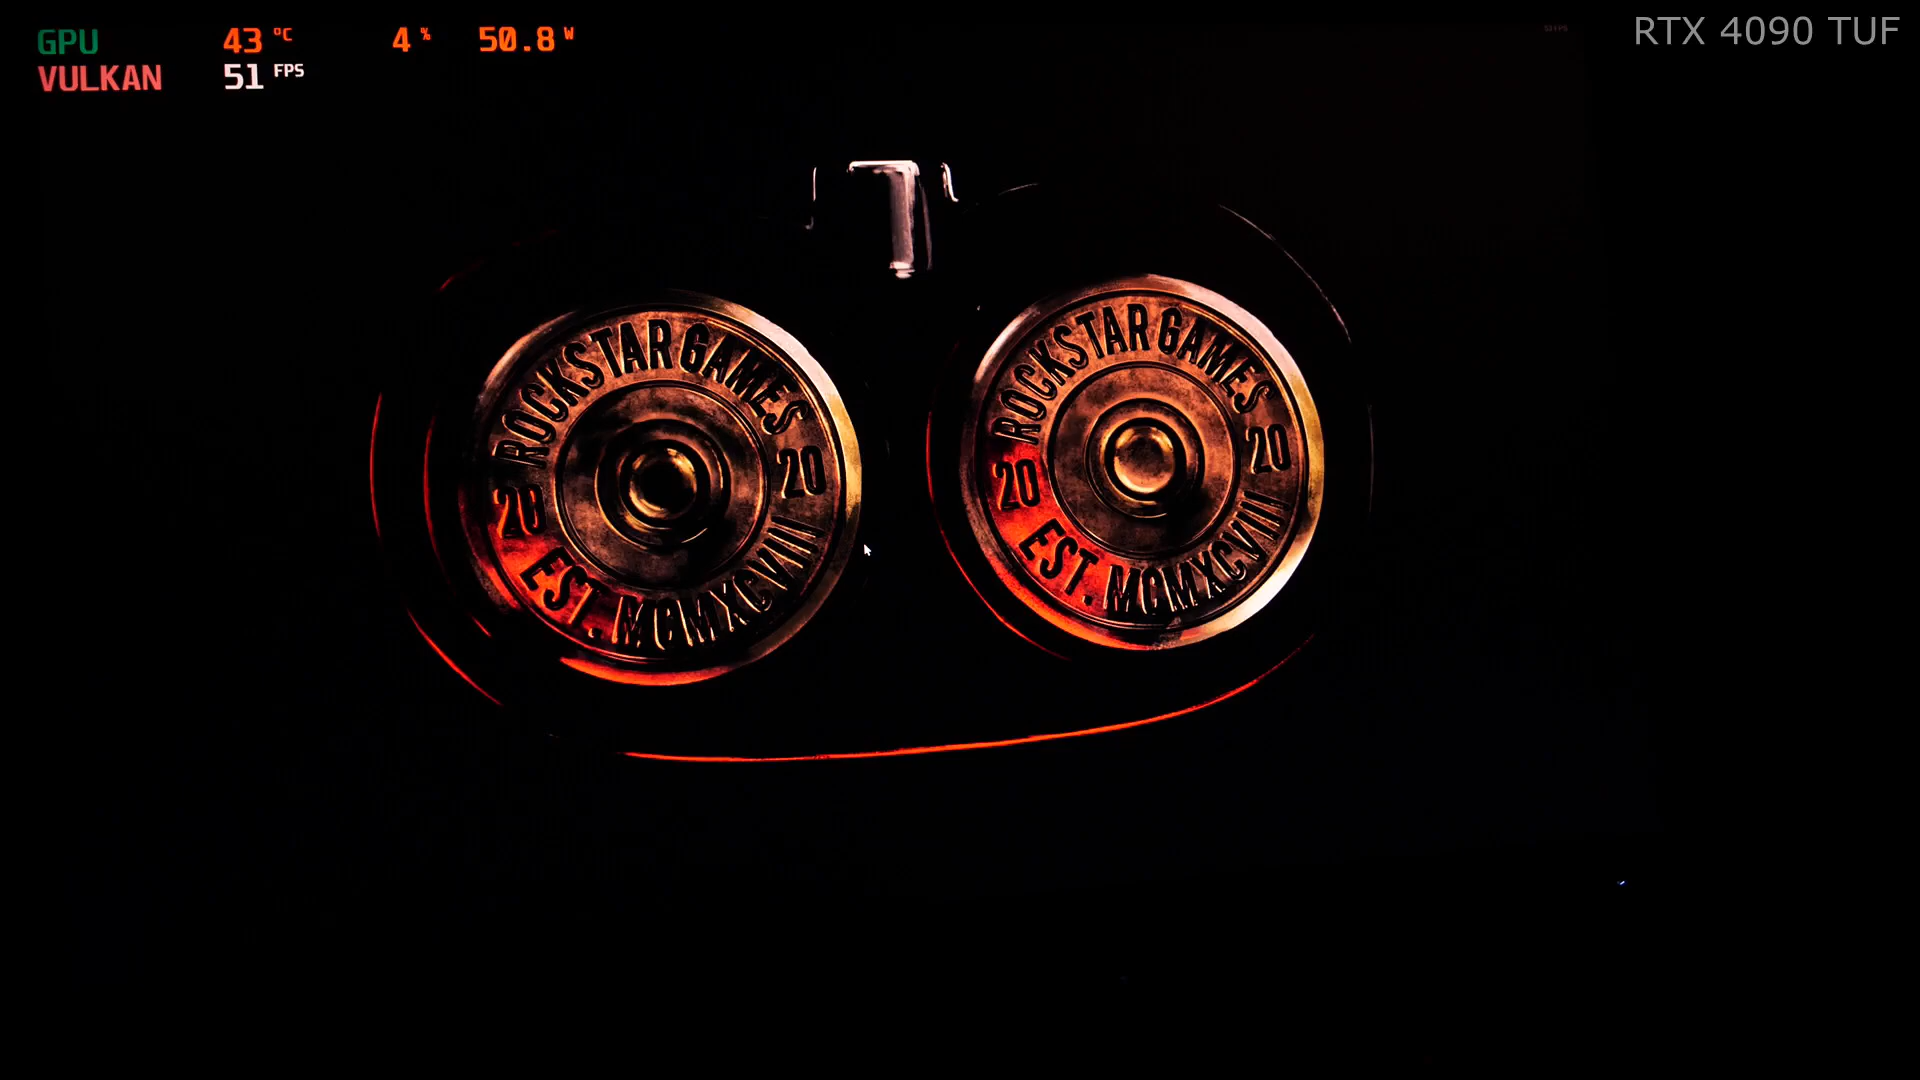 GPU 43 °C 4 % 50.8 W
VULKAN 51 FPS
RTX 4090 TUF
ROCKSTAR GAMES
20 20
EST. MCMXCVIII
ROCKSTAR GAMES
20 20
EST. MCMXCVIII